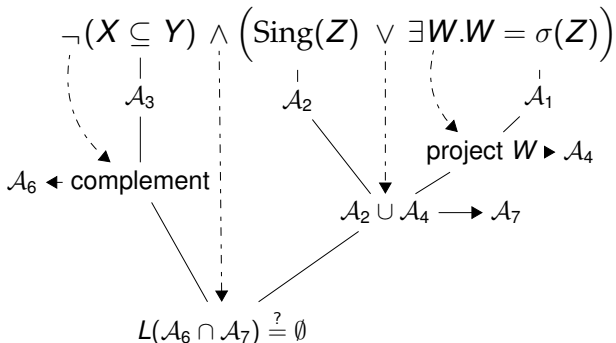 ¬(X ⊆ Y) ∧ (Sing(Z) ∨ ∃W.W = σ(Z))
A₃ A₂ A₁
project W A₄
A₆ complement
A₂ ∪ A₄ A₇
L(A₆ ∩ A₇) ≟ ∅